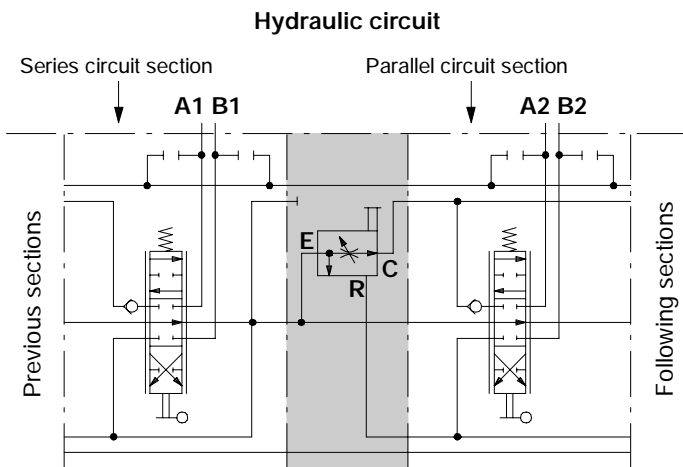 Hydraulic circuit
Series circuit section
Parallel circuit section
A1 B1
A2 B2
Previous sections
E
C
R
Following sections